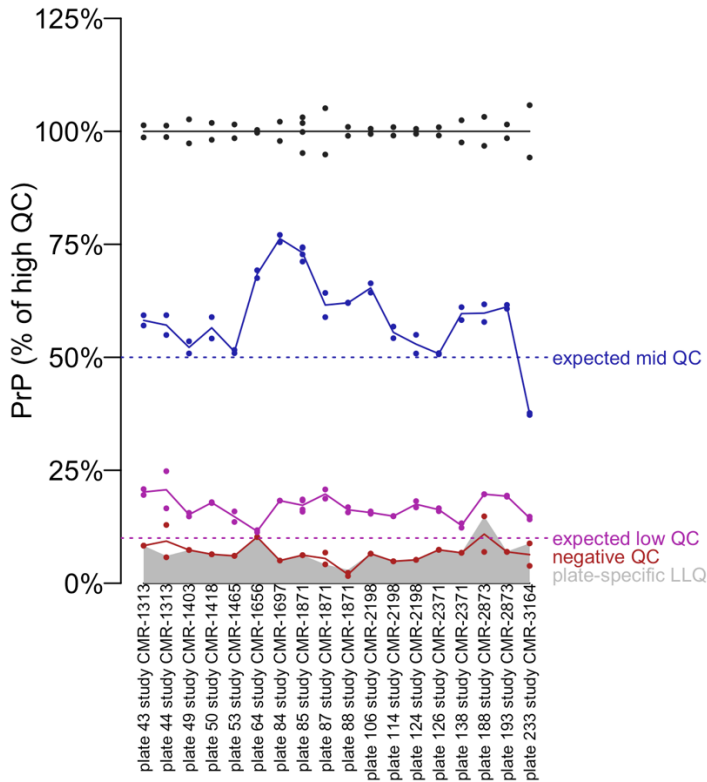 125%
100%
75%
50%
25%
0%
PrP (% of high QC)
expected mid QC
expected low QC
negative QC
plate-specific LLQ
plate 43 study CMR-1313
plate 44 study CMR-1313
plate 49 study CMR-1403
plate 50 study CMR-1418
plate 53 study CMR-1465
plate 64 study CMR-1656
plate 84 study CMR-1697
plate 85 study CMR-1871
plate 87 study CMR-1871
plate 88 study CMR-1871
plate 106 study CMR-2198
plate 114 study CMR-2198
plate 124 study CMR-2198
plate 126 study CMR-2371
plate 138 study CMR-2371
plate 188 study CMR-2873
plate 193 study CMR-2873
plate 233 study CMR-3164